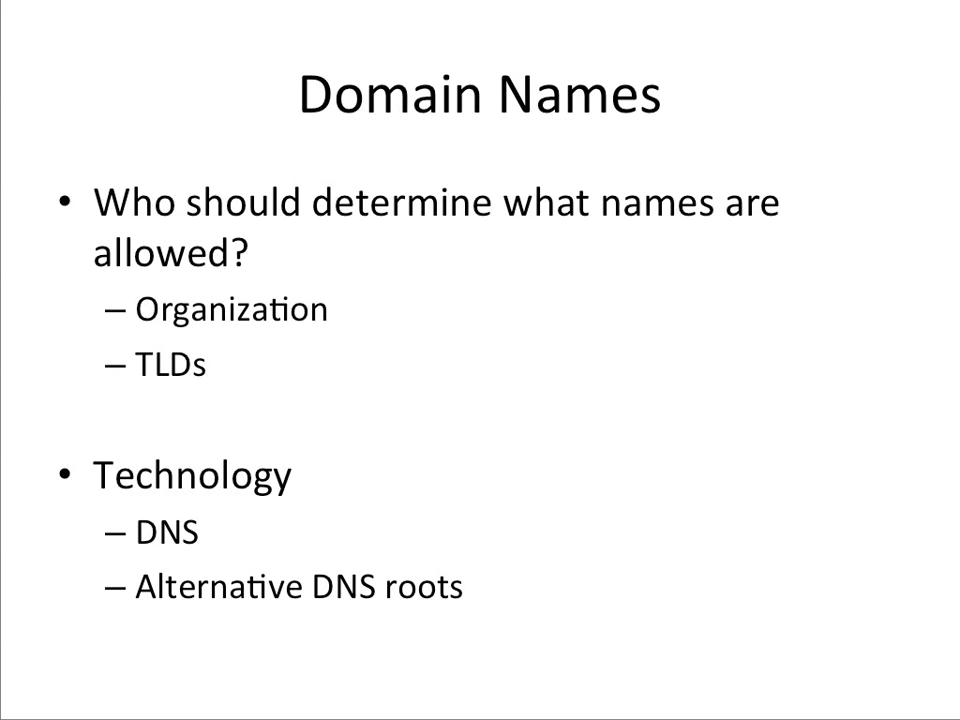 Domain Names
• Who should determine what names are
allowed?
– Organization
– TLDs
• Technology
– DNS
– Alternative DNS roots